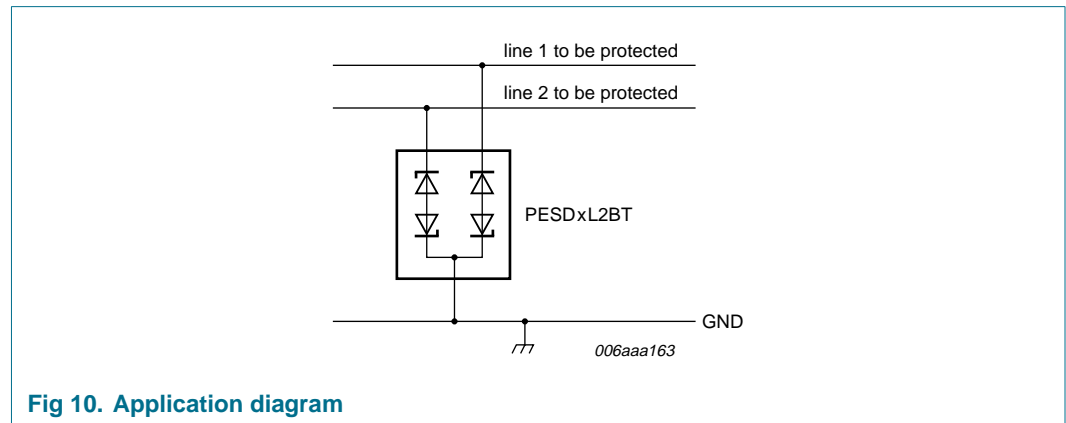 line 1 to be protected
line 2 to be protected
PESDxL2BT
GND
006aaa163
Fig 10. Application diagram